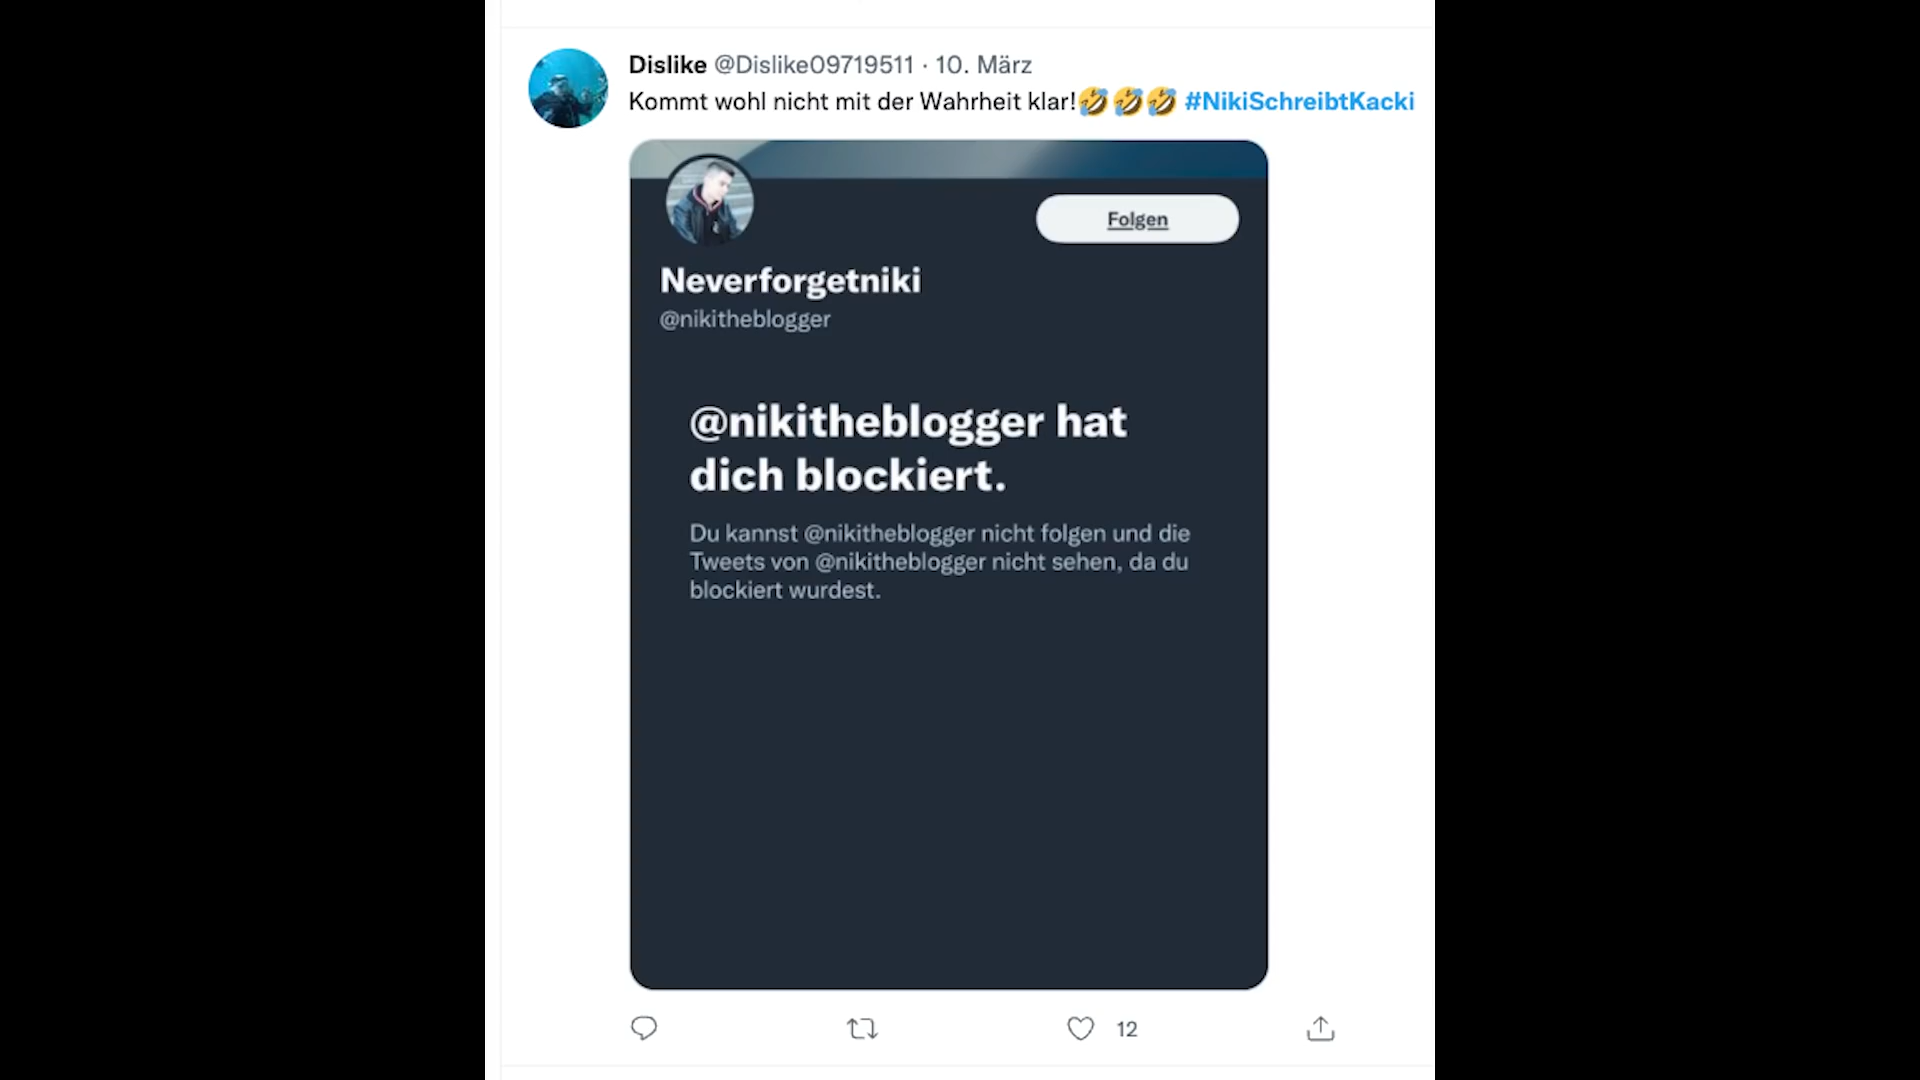 Dislike @Dislike09719511 · 10. März
Kommt wohl nicht mit der Wahrheit klar!🤣🤣🤣 #NikiSchreibtKacki
Folgen
Neverforgetniki
@nikitheblogger
@nikitheblogger hat
dich blockiert.
Du kannst @nikitheblogger nicht folgen und die
Tweets von @nikitheblogger nicht sehen, da du
blockiert wurdest.
12